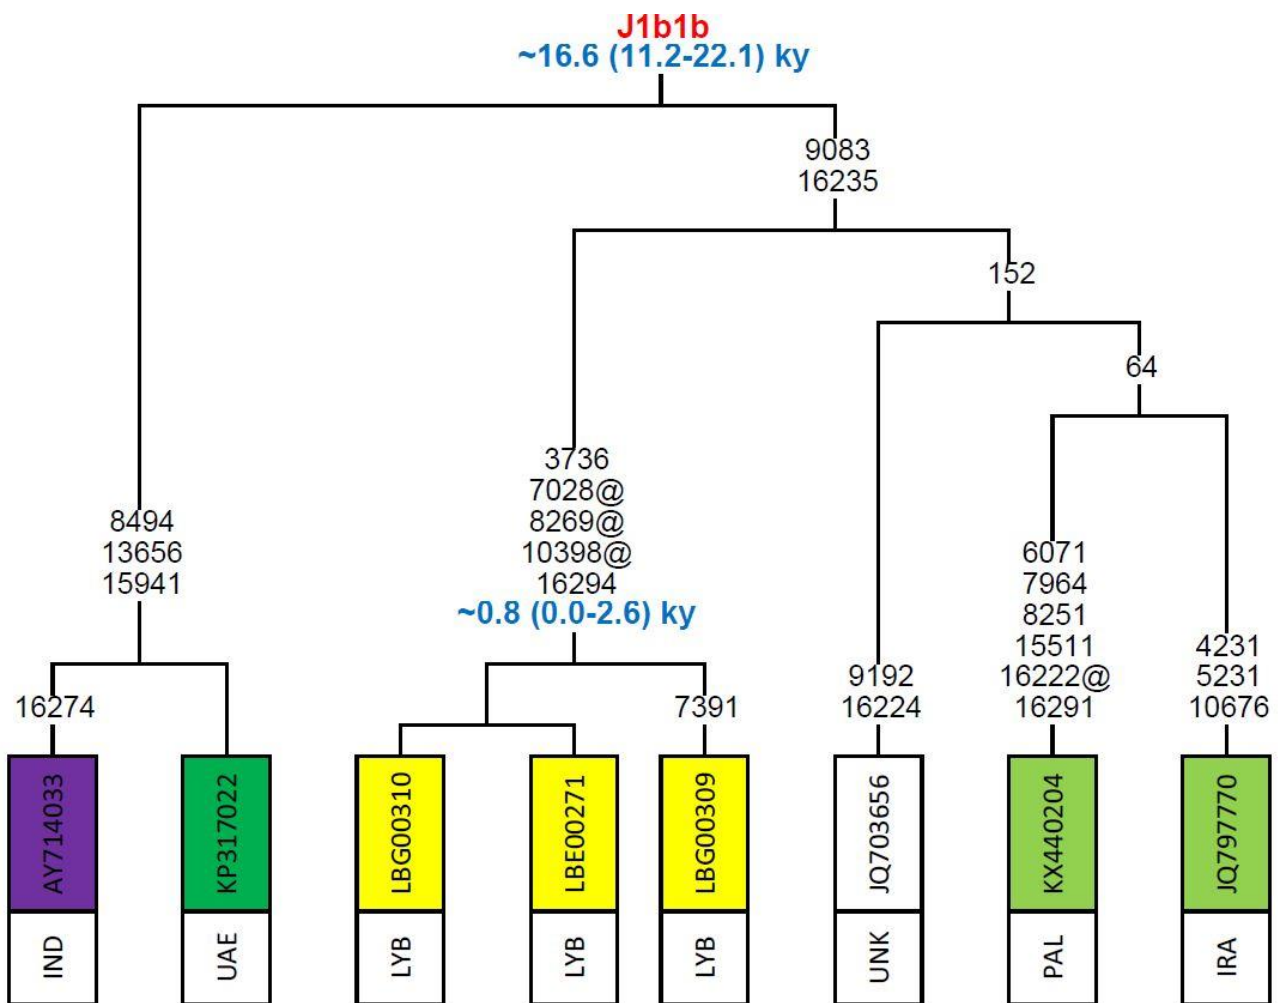 J1b1b
~16.6 (11.2-22.1) ky
9083
16235
152
64
3736
7028@
8269@
10398@
16294
~0.8 (0.0-2.6) ky
8494
13656
15941
6071
7964
8251
15511
16222@
16291
4231
5231
10676
9192
16224
16274
7391
AY714033
KP317022
LBG00310
LBE00271
LBG00309
JQ703656
KX440204
JQ797770
IND
UAE
LYB
LYB
LYB
UNK
PAL
IRA